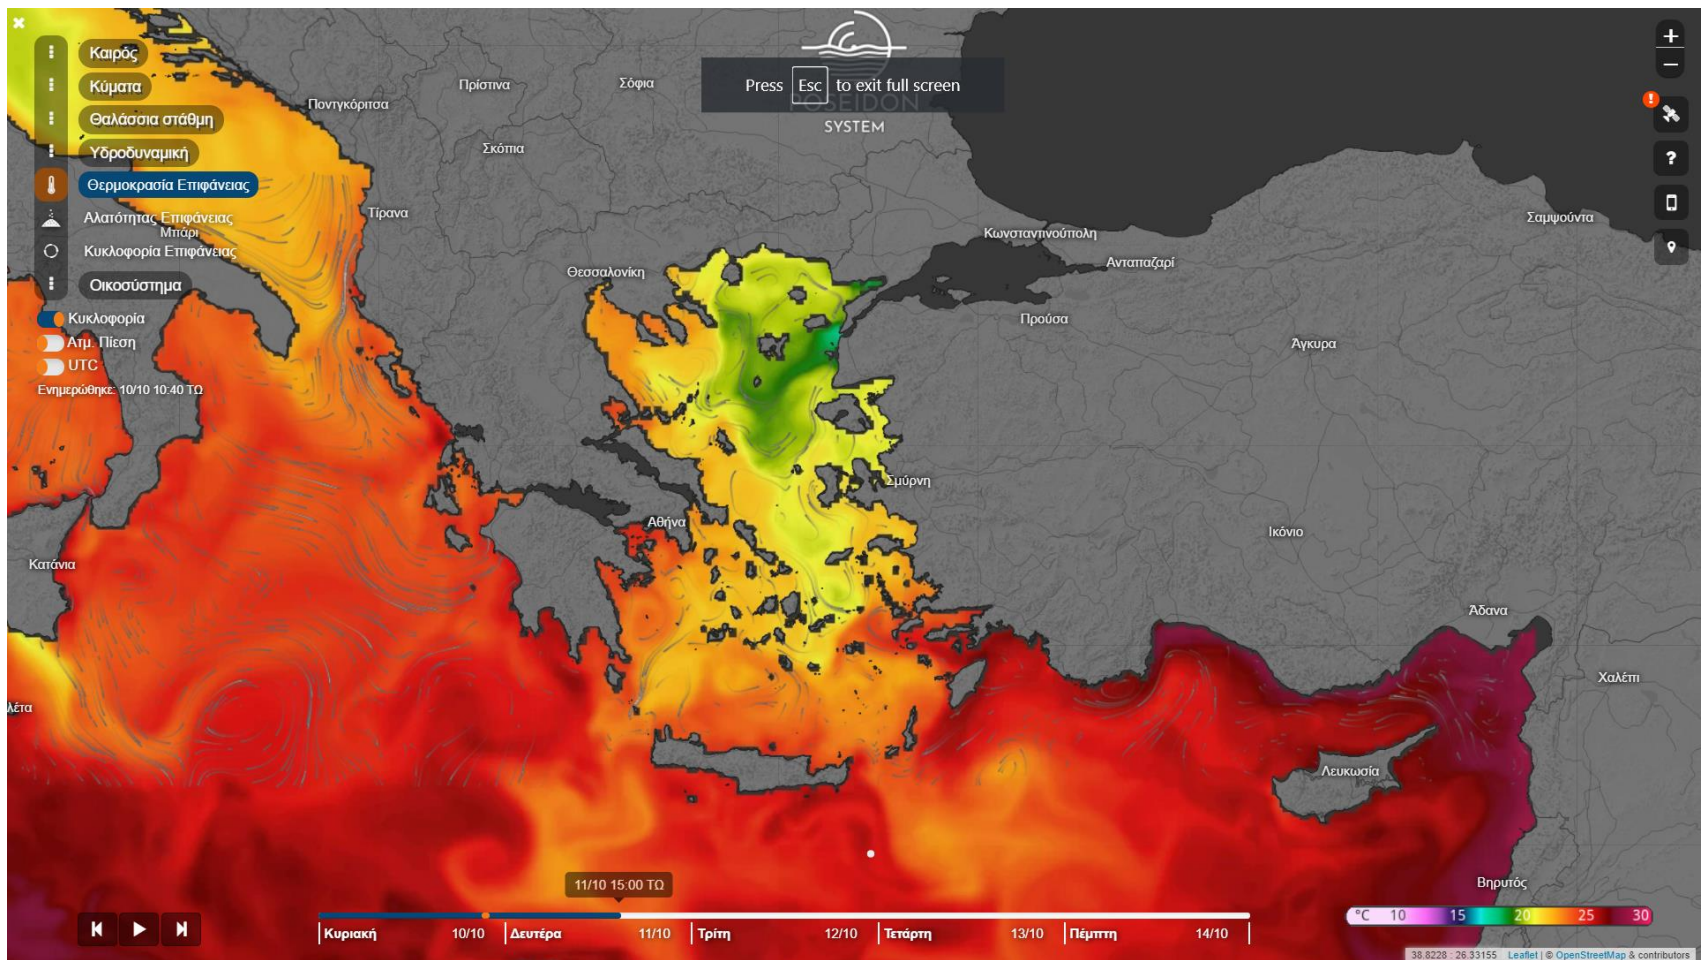 Καιρός
Κύματα
Θαλάσσια στάθμη
Υδροδυναμική
Θερμοκρασία Επιφάνειας
Αλατότητας Επιφάνειας
Μπάρι
Κυκλοφορία Επιφάνειας
Οικοσύστημα
Κυκλοφορία
Ατμ. Πίεση
UTC
Ενημερώθηκε: 10/10 10:40 ΤΩ
Press Esc to exit full screen
POSEIDON
SYSTEM
+
−
!
?
Πρίστινα
Σόφια
Ποντγκόριτσα
Σκόπια
Τίρανα
Σαμψούντα
Κωνσταντινούπολη
Ανταπαζαρί
Θεσσαλονίκη
Προύσα
Άγκυρα
Σμύρνη
Αθήνα
Ικόνιο
Κατάνια
Άδανα
Χαλέπι
λέτα
Λευκωσία
Βηρυτός
11/10 15:00 ΤΩ
Κυριακή 10/10 Δευτέρα 11/10 Τρίτη 12/10 Τετάρτη 13/10 Πέμπτη 14/10
°C 10 15 20 25 30
38.8228 : 26.33155 Leaflet | © OpenStreetMap & contributors